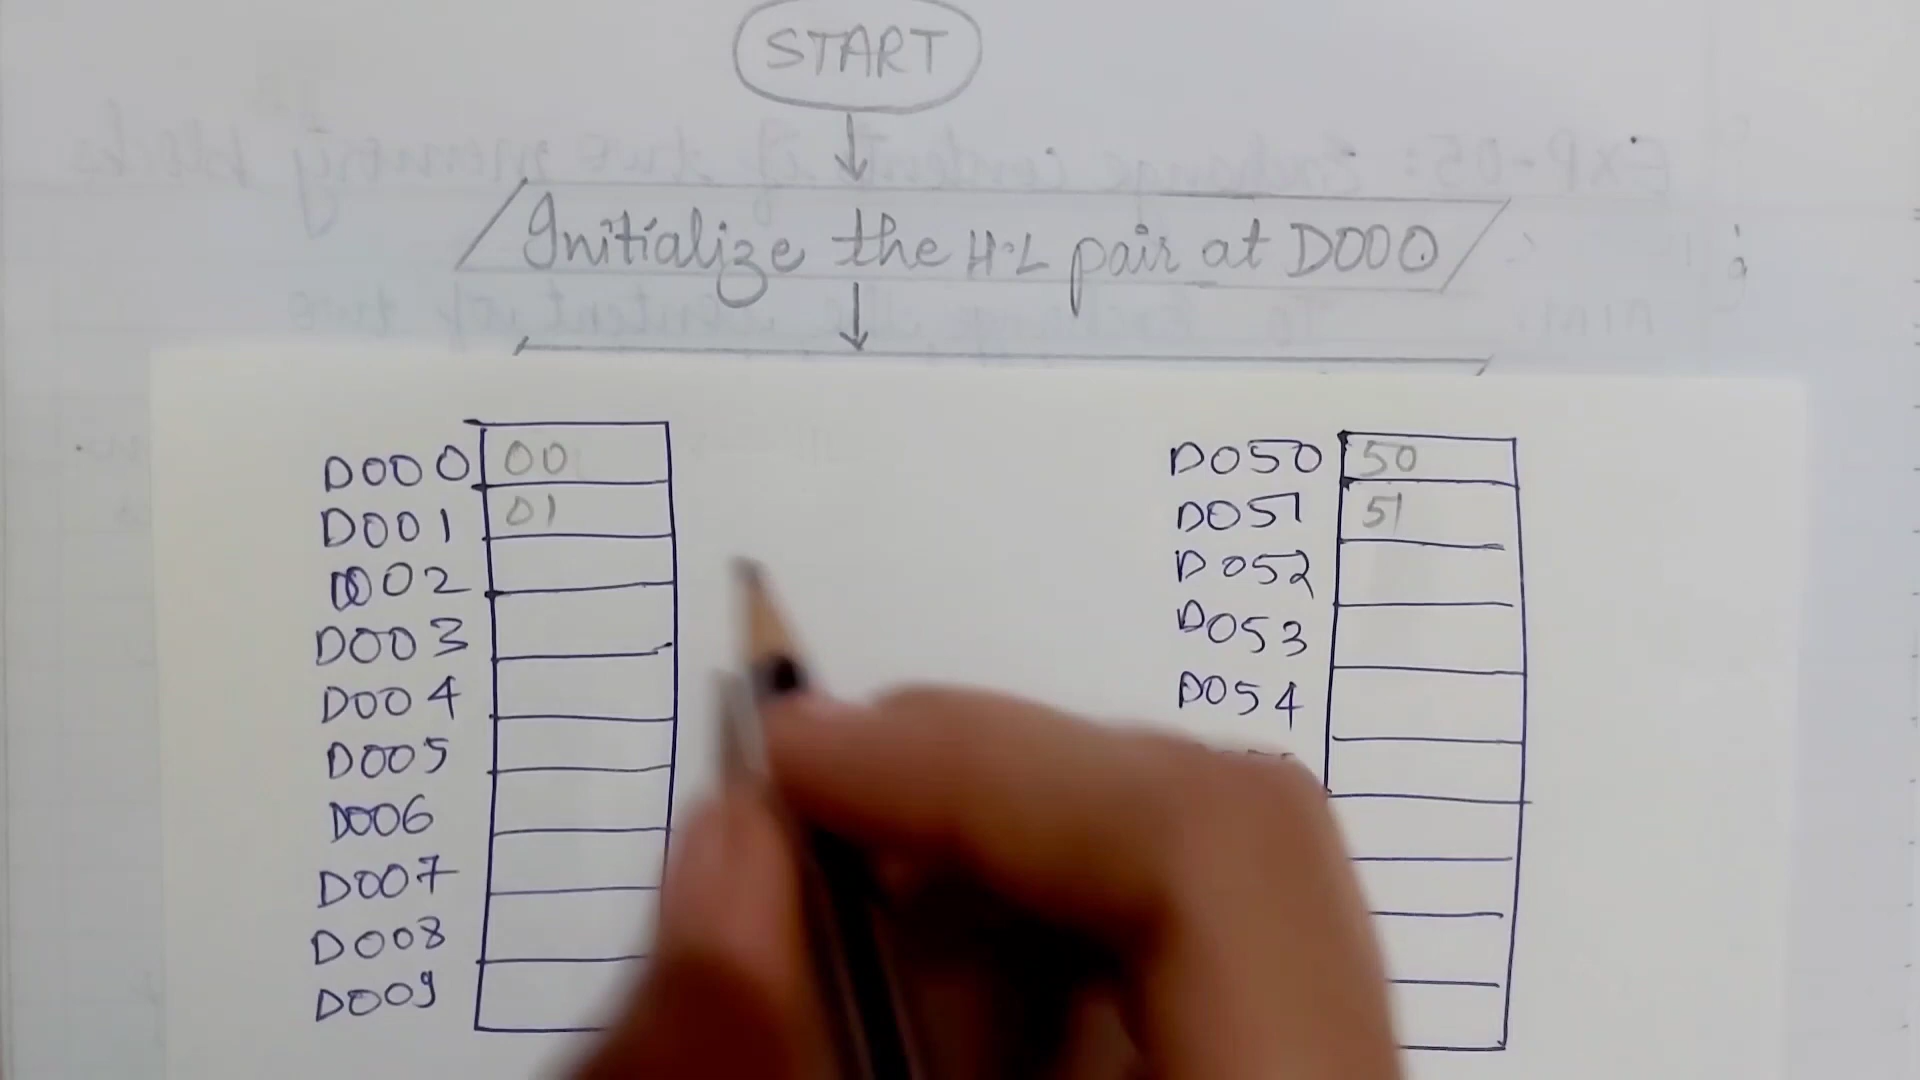 START
Initialize the H-L pair at D000
D000 00
D001 01
D002
D003
D004
D005
D006
D007
D008
D009
D050 50
D051 51
D052
D053
D054